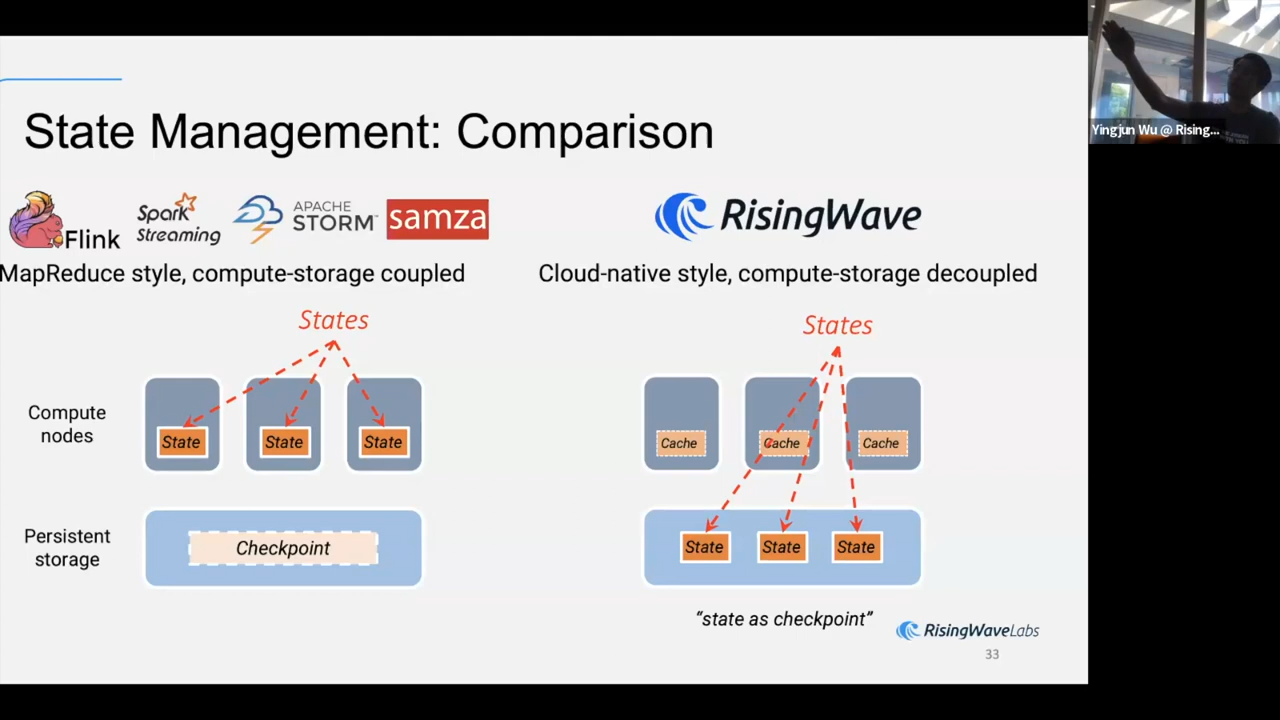 State Management: Comparison
Flink
Spark Streaming
APACHE STORM
samza
RisingWave
MapReduce style, compute-storage coupled
Cloud-native style, compute-storage decoupled
States
States
Compute nodes
State
State
State
Cache
Cache
Cache
Persistent storage
Checkpoint
State
State
State
“state as checkpoint”
RisingWaveLabs
33
Yingjun Wu @ Rising...